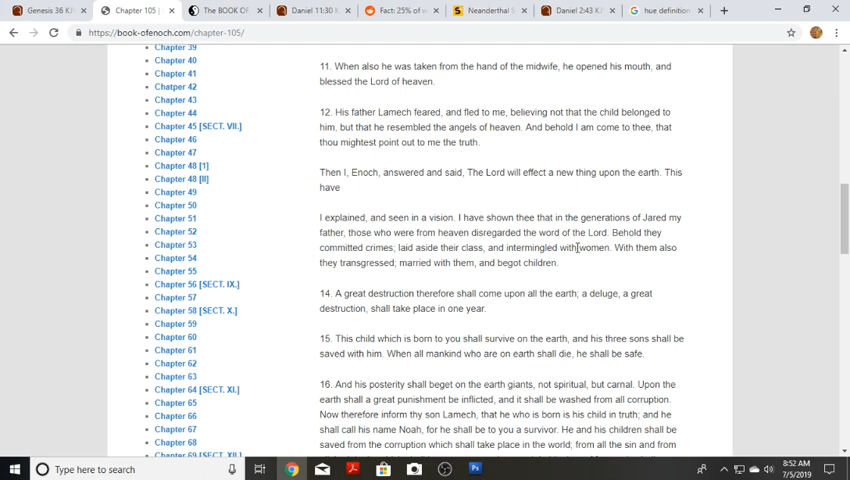 Genesis 36 K
Chapter 105 |
The BOOK OF
Daniel 11:30 K
Fact: 25% of w
Neanderthal S
Daniel 2:43 KJ
hue definition
https://book-ofenoch.com/chapter-105/
Chapter 39
Chapter 40
Chapter 41
Chatper 42
Chapter 43
Chapter 44
Chapter 45 [SECT. VII.]
Chapter 46
Chapter 47
Chapter 48 [1]
Chapter 48 [II]
Chapter 49
Chapter 50
Chapter 51
Chapter 52
Chapter 53
Chapter 54
Chapter 55
Chapter 56 [SECT. IX.]
Chapter 57
Chapter 58 [SECT. X.]
Chapter 59
Chapter 60
Chapter 61
Chapter 62
Chapter 63
Chapter 64 [SECT. XI.]
Chapter 65
Chapter 66
Chapter 67
Chapter 68
Chapter 69 [SECT. XII.]
11. When also he was taken from the hand of the midwife, he opened his mouth, and
blessed the Lord of heaven.
12. His father Lamech feared, and fled to me, believing not that the child belonged to
him, but that he resembled the angels of heaven. And behold I am come to thee, that
thou mightest point out to me the truth.
Then I, Enoch, answered and said, The Lord will effect a new thing upon the earth. This
have
I explained, and seen in a vision. I have shown thee that in the generations of Jared my
father, those who were from heaven disregarded the word of the Lord. Behold they
committed crimes; laid aside their class, and intermingled with women. With them also
they transgressed; married with them, and begot children.
14. A great destruction therefore shall come upon all the earth; a deluge, a great
destruction, shall take place in one year.
15. This child which is born to you shall survive on the earth, and his three sons shall be
saved with him. When all mankind who are on earth shall die, he shall be safe.
16. And his posterity shall beget on the earth giants, not spiritual, but carnal. Upon the
earth shall a great punishment be inflicted, and it shall be washed from all corruption.
Now therefore inform thy son Lamech, that he who is born is his child in truth; and he
shall call his name Noah, for he shall be to you a survivor. He and his children shall be
saved from the corruption which shall take place in the world; from all the sin and from
Type here to search
8:52 AM
7/5/2019